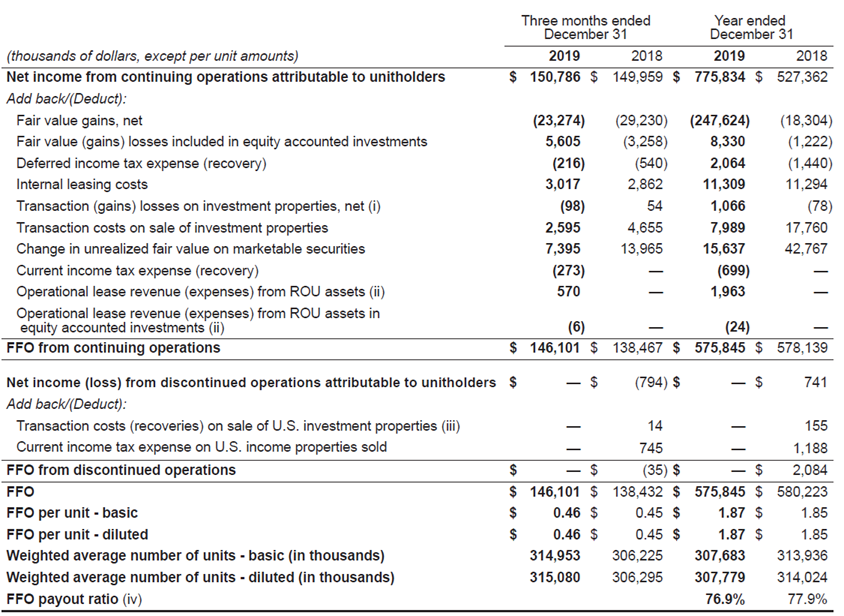 Three months ended Year ended
December 31 December 31
(thousands of dollars, except per unit amounts) 2019 2018 2019 2018
Net income from continuing operations attributable to unitholders $ 150,786 $ 149,959 $ 775,834 $ 527,362
Add back/(Deduct):
Fair value gains, net (23,274) (29,230) (247,624) (18,304)
Fair value (gains) losses included in equity accounted investments 5,605 (3,258) 8,330 (1,222)
Deferred income tax expense (recovery) (216) (540) 2,064 (1,440)
Internal leasing costs 3,017 2,862 11,309 11,294
Transaction (gains) losses on investment properties, net (i) (98) 54 1,066 (78)
Transaction costs on sale of investment properties 2,595 4,655 7,989 17,760
Change in unrealized fair value on marketable securities 7,395 13,965 15,637 42,767
Current income tax expense (recovery) (273) — (699) —
Operational lease revenue (expenses) from ROU assets (ii) 570 — 1,963 —
Operational lease revenue (expenses) from ROU assets in
equity accounted investments (ii) (6) — (24) —
FFO from continuing operations $ 146,101 $ 138,467 $ 575,845 $ 578,139
Net income (loss) from discontinued operations attributable to unitholders $ — $ (794) $ — $ 741
Add back/(Deduct):
Transaction costs (recoveries) on sale of U.S. investment properties (iii) — 14 — 155
Current income tax expense on U.S. income properties sold — 745 — 1,188
FFO from discontinued operations $ — $ (35) $ — $ 2,084
FFO $ 146,101 $ 138,432 $ 575,845 $ 580,223
FFO per unit - basic $ 0.46 $ 0.45 $ 1.87 $ 1.85
FFO per unit - diluted $ 0.46 $ 0.45 $ 1.87 $ 1.85
Weighted average number of units - basic (in thousands) 314,953 306,225 307,683 313,936
Weighted average number of units - diluted (in thousands) 315,080 306,295 307,779 314,024
FFO payout ratio (iv) 76.9% 77.9%